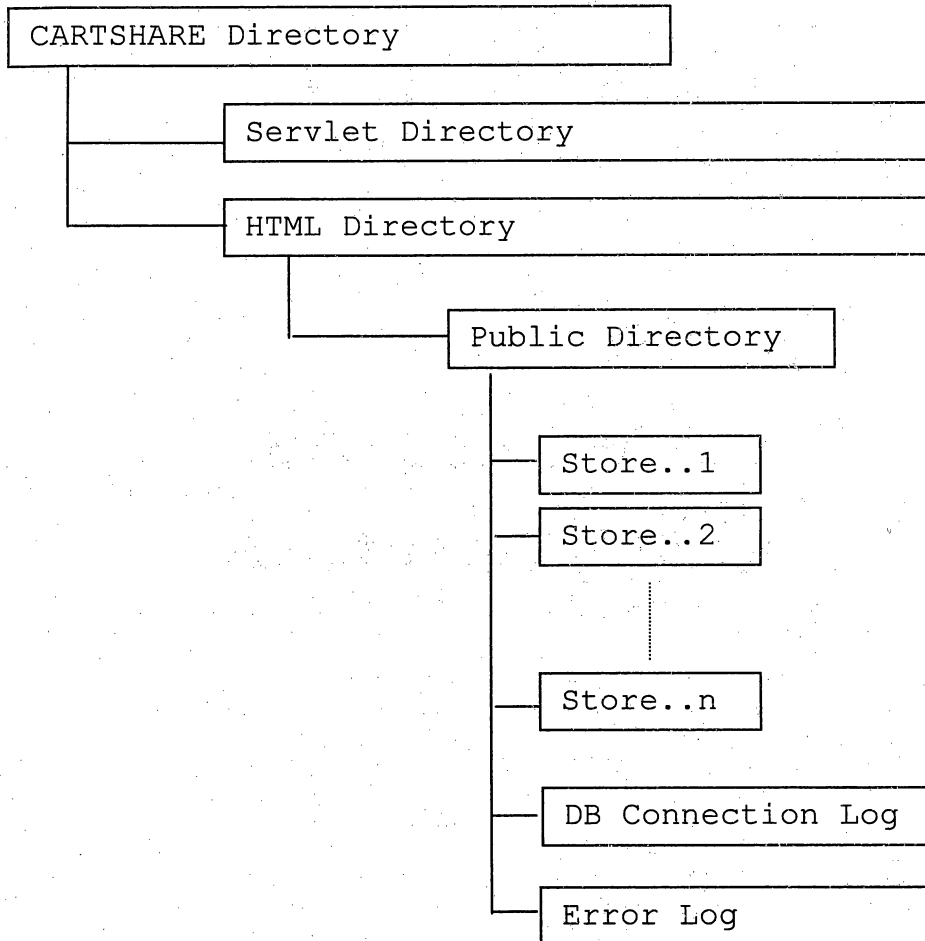 CARTSHARE Directory
Servlet Directory
HTML Directory
Public Directory
Store..1
Store..2
Store..n
DB Connection Log
Error Log